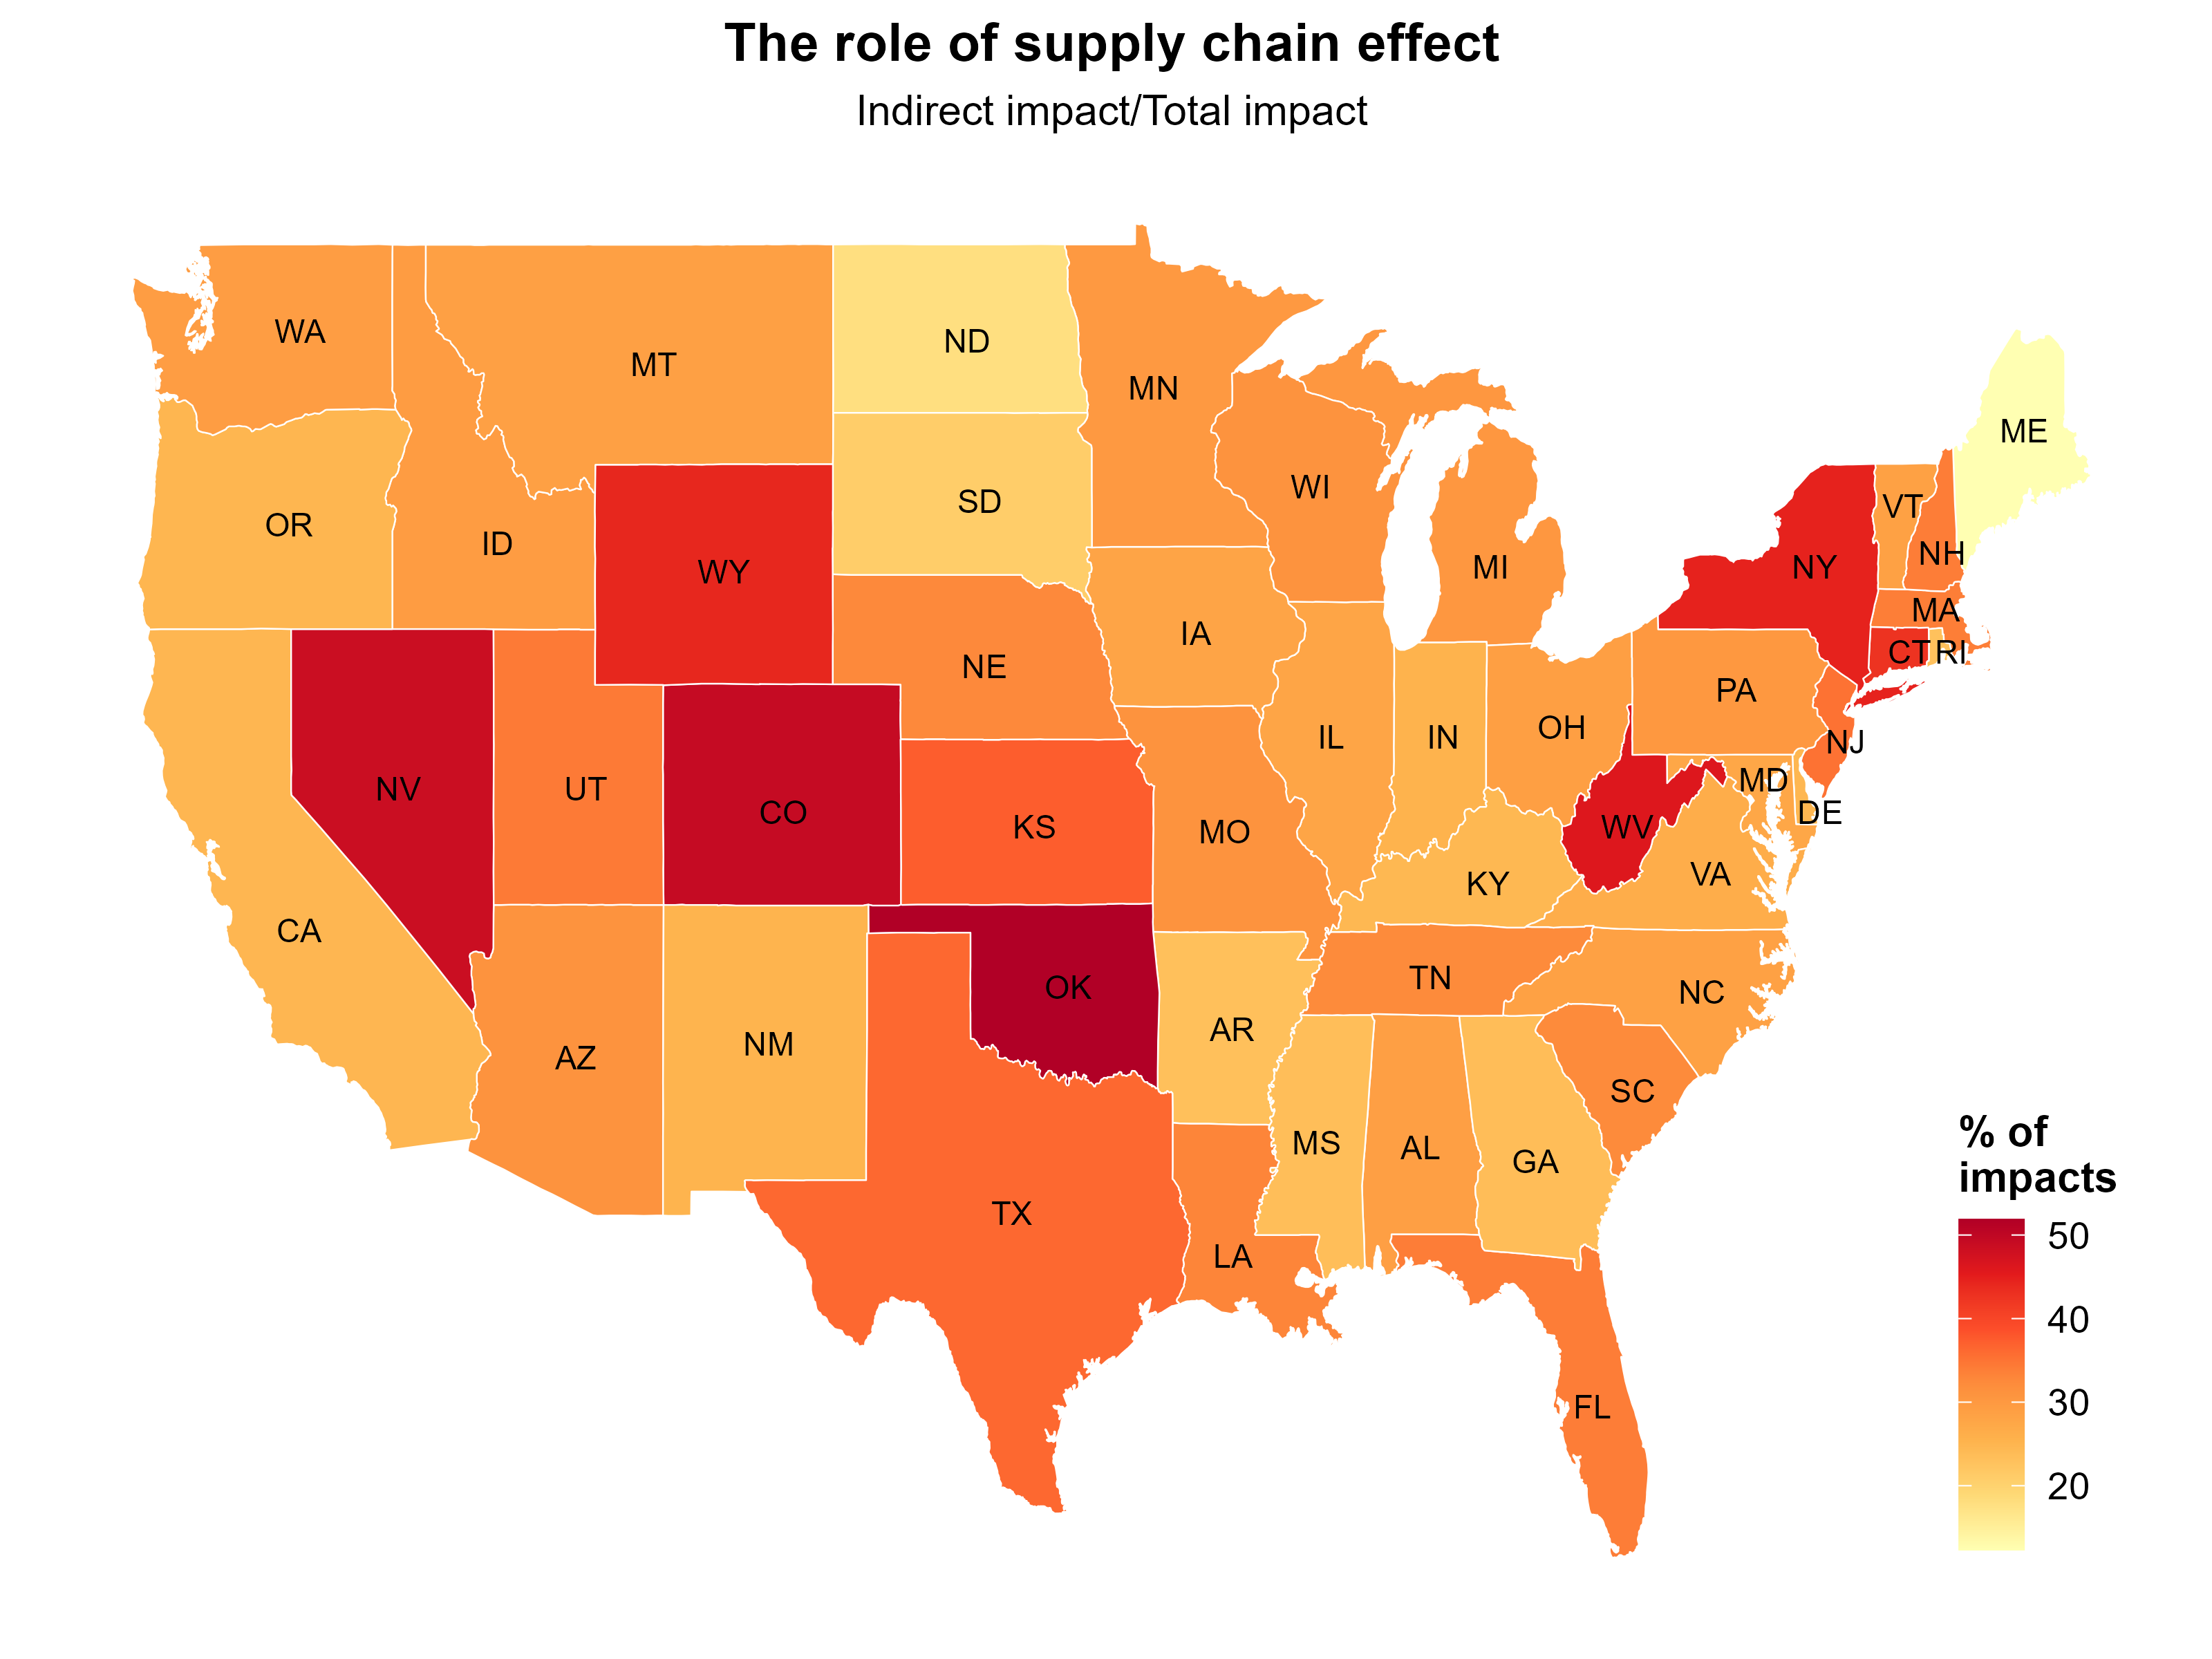 The role of supply chain effect
Indirect impact/Total impact
WA
MT
ND
MN
ME
OR
ID
WY
SD
WI
MI
NY
VT
NH
MA
CT
RI
NV
UT
CO
NE
IA
IL
IN
OH
PA
NJ
CA
KS
MO
KY
WV
VA
MD
DE
AZ
NM
OK
AR
TN
NC
TX
LA
MS
AL
GA
SC
FL
% of
impacts
50
40
30
20